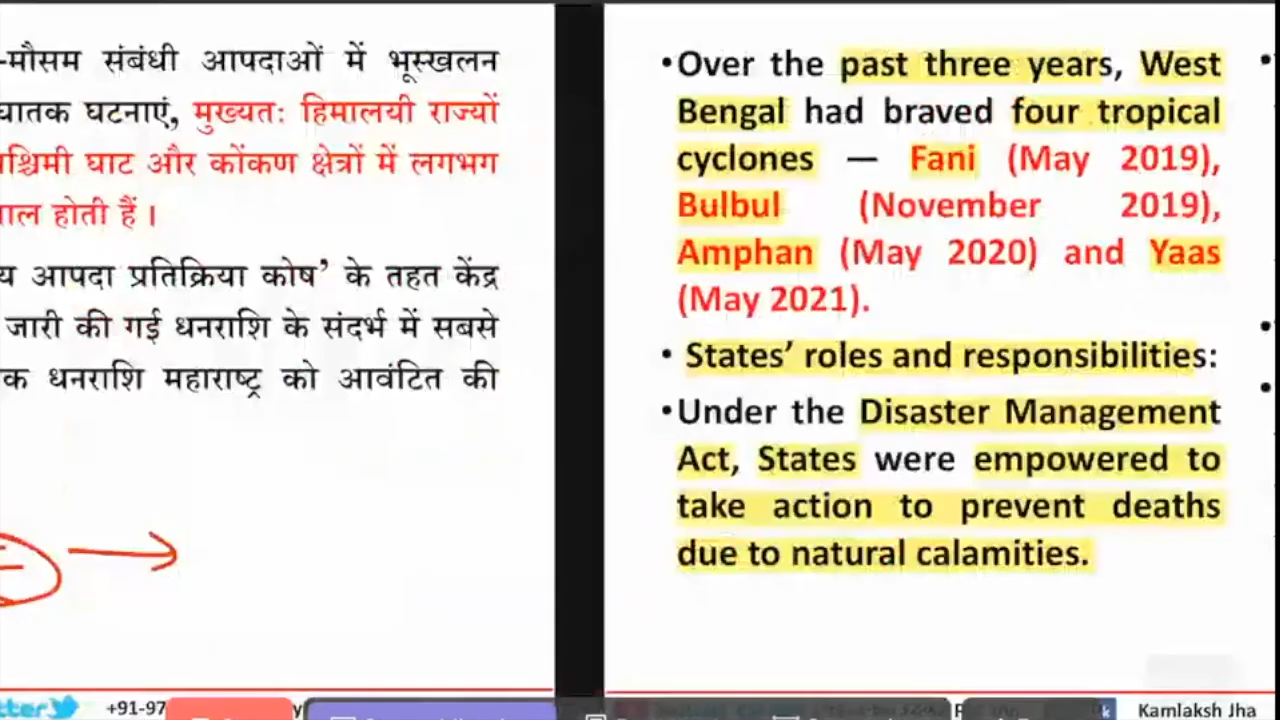 -मौसम संबंधी आपदाओं में भूस्खलन
घातक घटनाएं, मुख्यतः हिमालयी राज्यों
श्चिमी घाट और कोंकण क्षेत्रों में लगभग
ाल होती हैं।
य आपदा प्रतिक्रिया कोष’ के तहत केंद्र
जारी की गई धनराशि के संदर्भ में सबसे
क धनराशि महाराष्ट्र को आवंटित की
•Over the past three years, West
Bengal had braved four tropical
cyclones — Fani (May 2019),
Bulbul (November 2019),
Amphan (May 2020) and Yaas
(May 2021).
• States’ roles and responsibilities:
•Under the Disaster Management
Act, States were empowered to
take action to prevent deaths
due to natural calamities.
tter +91-97
Kamlaksh Jha